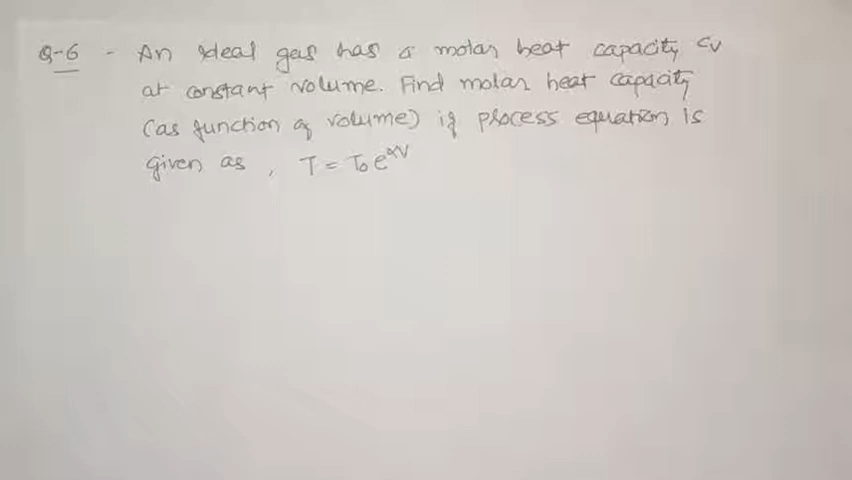 Q-6 - An ideal gas has a molar heat capacity Cv
at constant volume. Find molar heat capacity
(as function of volume) if process equation is
given as, T = T₀ e^αV